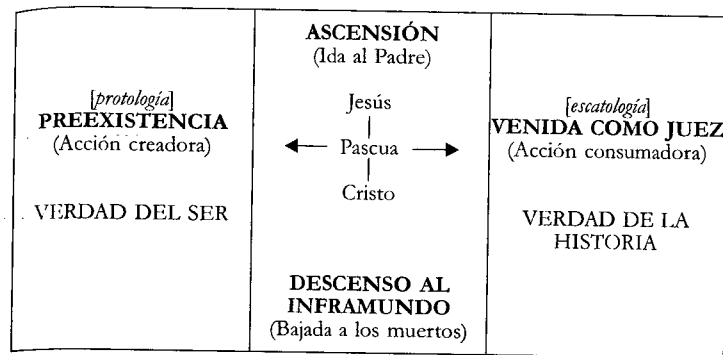 [protología]
PREEXISTENCIA
(Acción creadora)
VERDAD DEL SER
ASCENSIÓN
(Ida al Padre)
Jesús
Pascua
Cristo
DESCENSO AL
INFRAMUNDO
(Bajada a los muertos)
[escatología]
VENIDA COMO JUEZ
(Acción consumadora)
VERDAD DE LA
HISTORIA